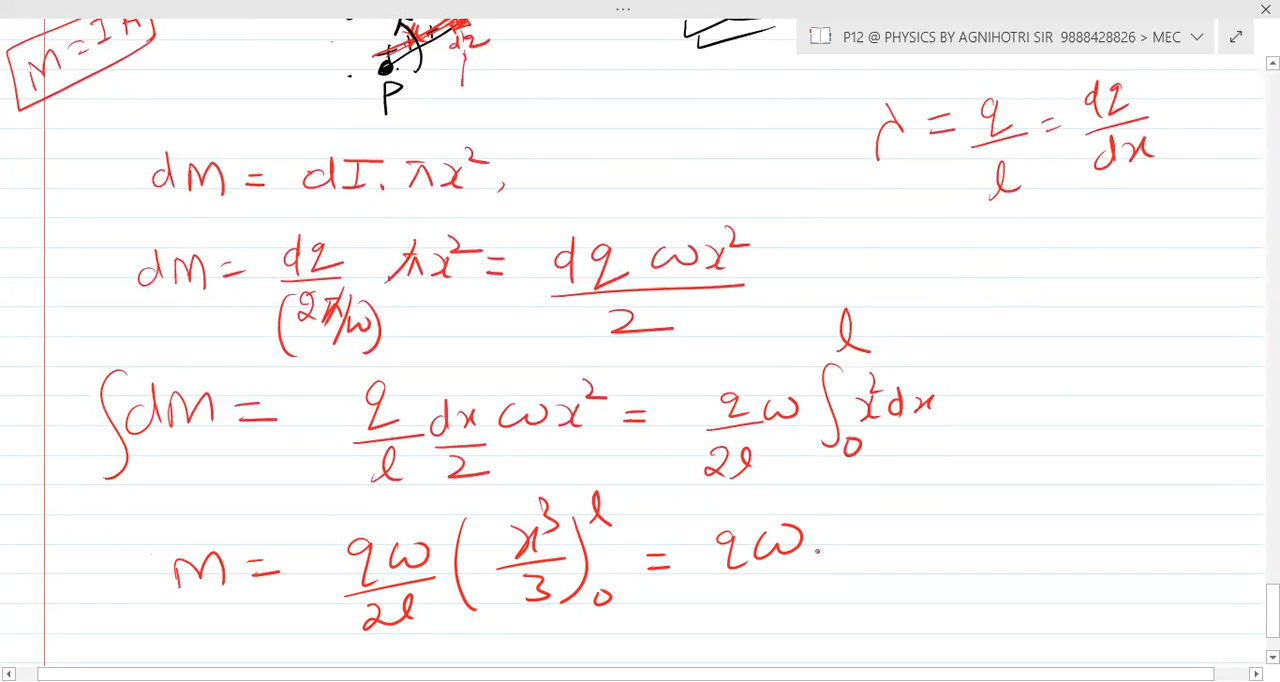 P12 @ PHYSICS BY AGNIHOTRI SIR 9888428826 > MEC
M = I A
dq
P
λ = q/l = dq/dx
dM = dI. πx²,
dM = dq/(2π/ω) πx² = dq ωx²/2
∫dM = q/l dx/2 ωx² = qω/2l ∫₀ˡ x²dx
M = qω/2l (x³/3)₀ˡ = qω